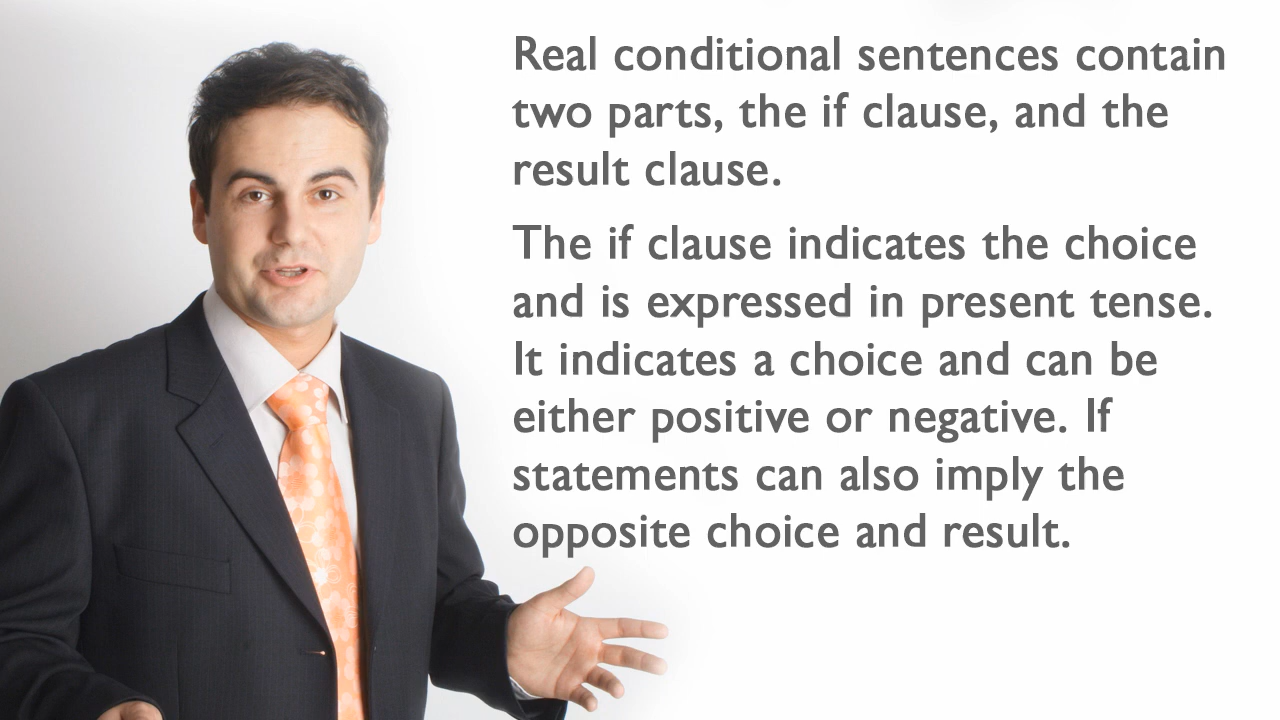 Real conditional sentences contain
two parts, the if clause, and the
result clause.
The if clause indicates the choice
and is expressed in present tense.
It indicates a choice and can be
either positive or negative. If
statements can also imply the
opposite choice and result.